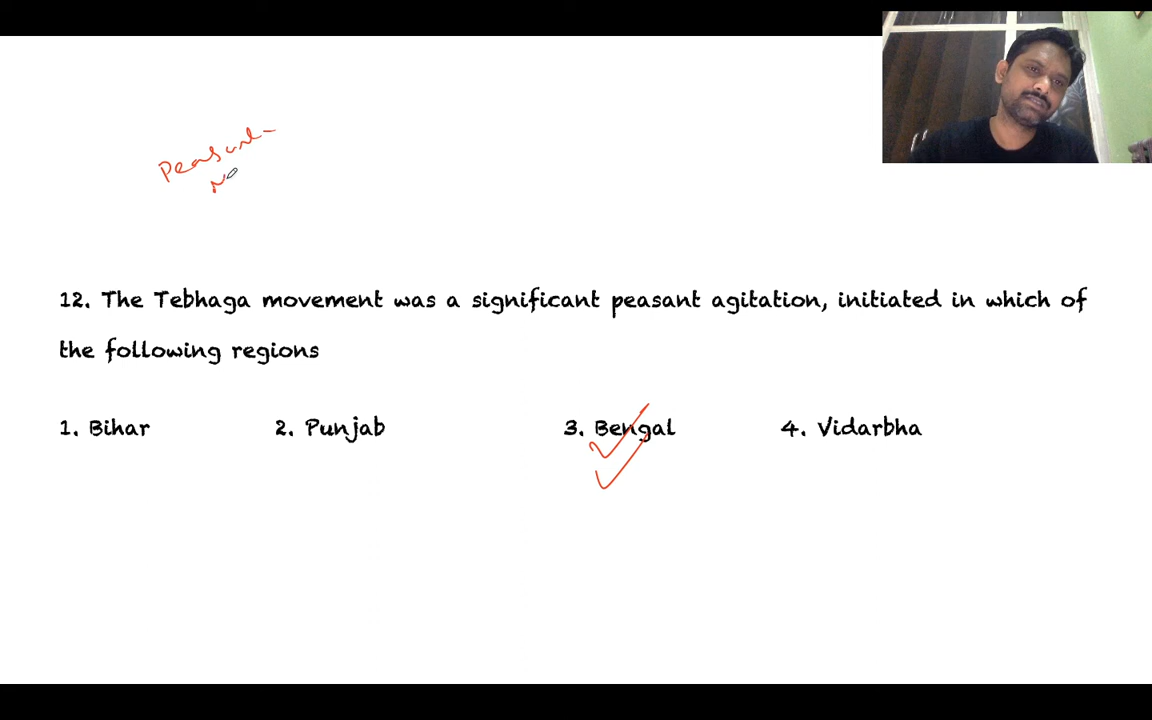 Peasant-
12. The Tebhaga movement was a significant peasant agitation, initiated in which of
the following regions
1. Bihar 2. Punjab 3. Bengal 4. Vidarbha